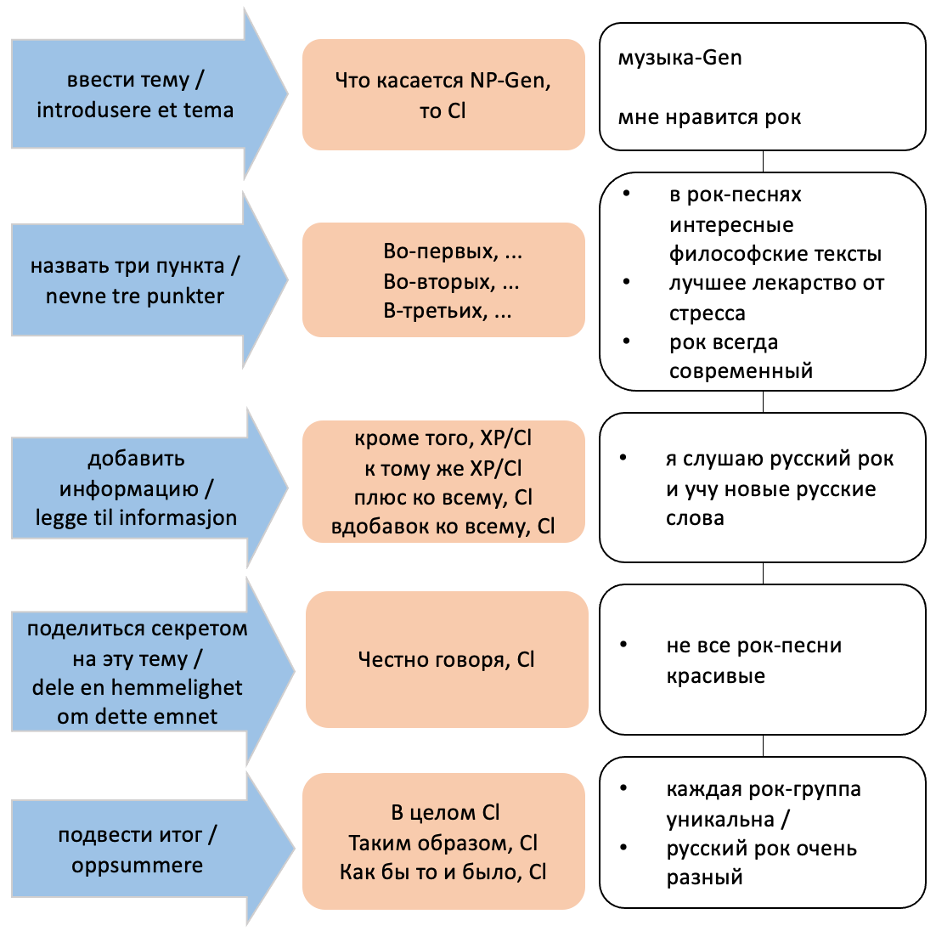 ввести тему /
introdusere et tema
Что касается NP-Gen,
то Cl
музыка-Gen
мне нравится рок
назвать три пункта /
nevne tre punkter
Во-первых, ...
Во-вторых, ...
В-третьих, ...
• в рок-песнях
интересные
философские тексты
• лучшее лекарство от
стресса
• рок всегда
современный
добавить
информацию /
legge til informasjon
кроме того, XP/Cl
к тому же XP/Cl
плюс ко всему, Cl
вдобавок ко всему, Cl
• я слушаю русский рок
и учу новые русские
слова
поделиться секретом
на эту тему /
dele en hemmelighet
om dette emnet
Честно говоря, Cl
• не все рок-песни
красивые
подвести итог /
oppsummere
В целом Cl
Таким образом, Cl
Как бы то и было, Cl
• каждая рок-группа
уникальна /
• русский рок очень
разный